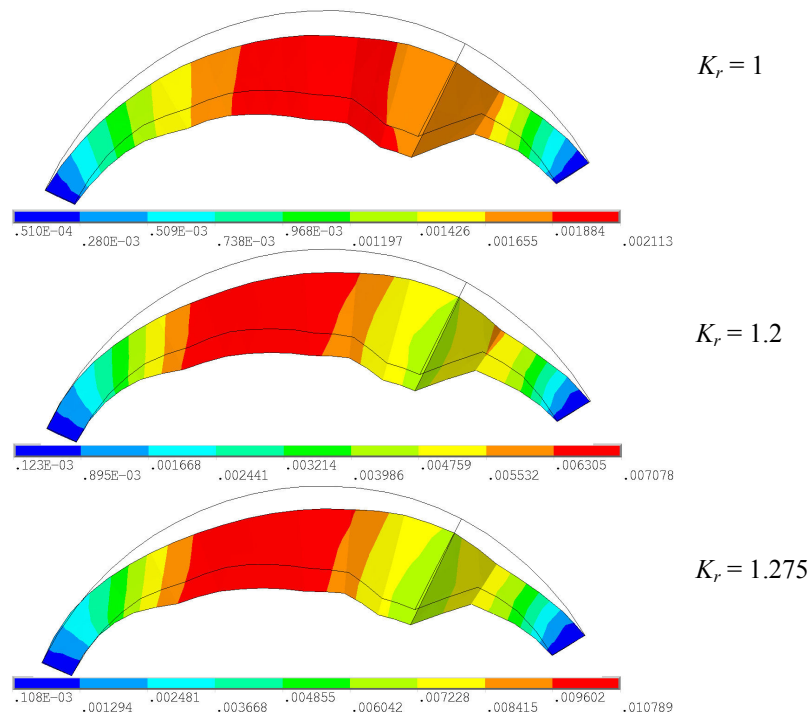 K_r = 1
.510E-04 .280E-03 .509E-03 .738E-03 .968E-03 .001197 .001426 .001655 .001884 .002113
K_r = 1.2
.123E-03 .895E-03 .001668 .002441 .003214 .003986 .004759 .005532 .006305 .007078
K_r = 1.275
.108E-03 .001294 .002481 .003668 .004855 .006042 .007228 .008415 .009602 .010789